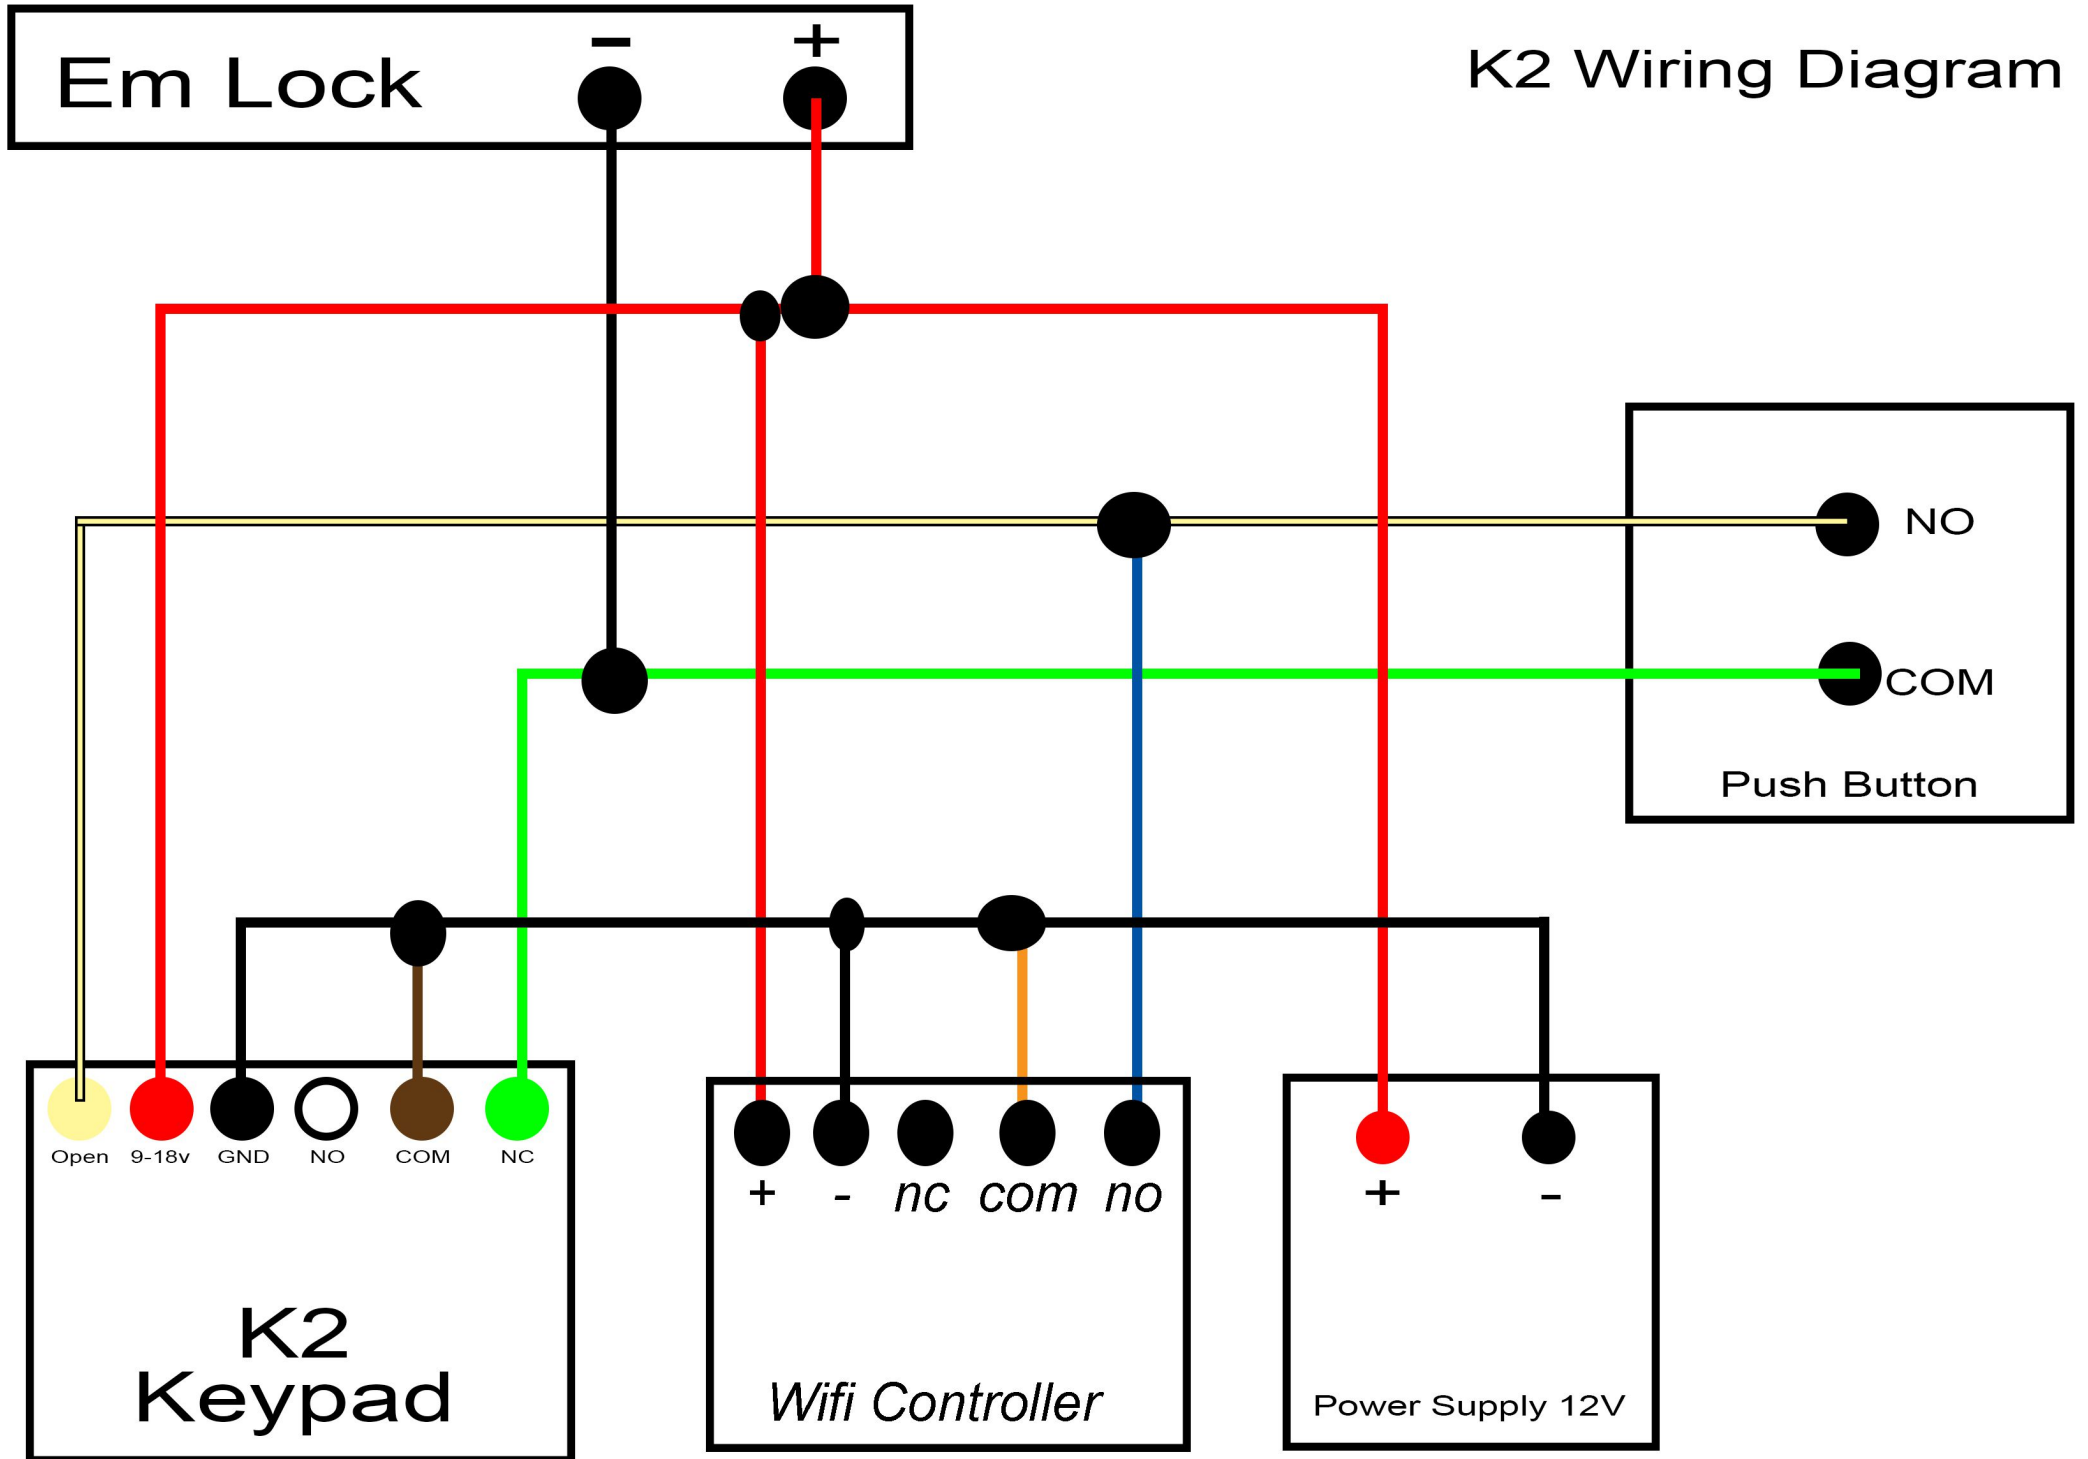 K2 Wiring Diagram
Em Lock
− +
NO
COM
Push Button
Open 9-18v GND NO COM NC
K2
Keypad
+ - nc com no
Wifi Controller
+ -
Power Supply 12V